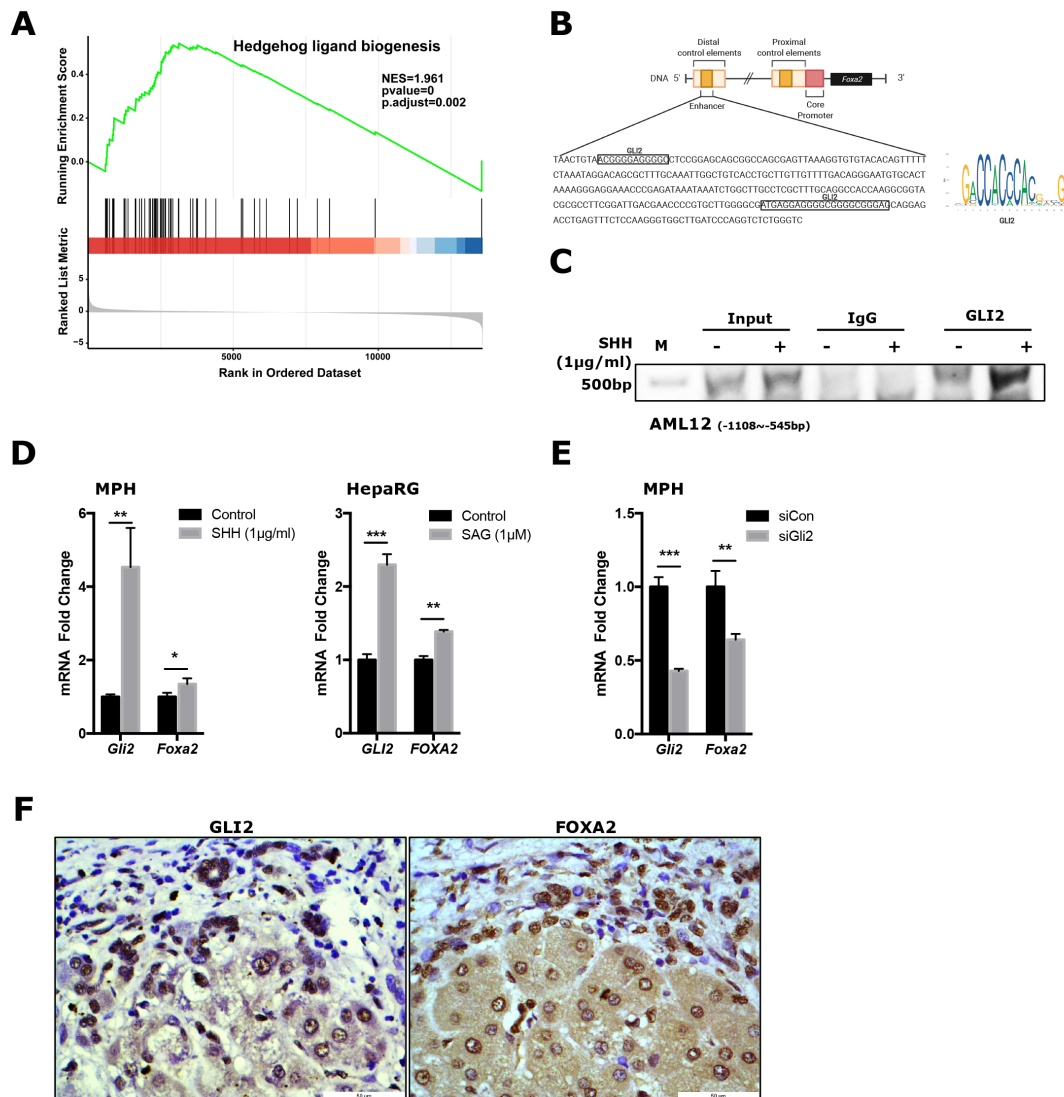 A
Hedgehog ligand biogenesis
NES=1.961
pvalue=0
p.adjust=0.002
Running Enrichment Score
0.4
0.2
0.0
Ranked List Metric
5
0
−5
5000
10000
Rank in Ordered Dataset
B
Distal
control elements
Proximal
control elements
DNA 5'
Foxa2
3'
Enhancer
Core
Promoter
GLI2
TAACTGTAACGGGGAGGGGCCTCCGGAGCAGCGGCCAGCGAGTTAAAGGTGTGTACACAGTTTTT
CTAAATAGGACAGCGCTTTGCAAATTGGCTGTCACCTGCTTGTTGTTTTGACAGGGAATGTGCACT
AAAAAGGGAGGAAACCCGAGATAAATAAATCTGGCTTGCCTCGCTTTGCAGGCCACCAAGGCGGTA
GLI2
CGCGCCTTCGGATTGACGAACCCCGTGCTTGGGGCGATGAGGAGGGGCGGGGCGGGAGCAGGAG
ACCTGAGTTTCTCCAAGGGTGGCTTGATCCCAGGTCTCTGGGTC
GLI2
C
Input
IgG
GLI2
SHH
(1µg/ml)
M
-
+
-
+
-
+
500bp
AML12 (-1108~-545bp)
D
MPH
Control
SHH (1µg/ml)
mRNA Fold Change
6
4
2
0
**
*
Gli2
Foxa2
HepaRG
Control
SAG (1µM)
mRNA Fold Change
3
2
1
0
***
**
GLI2
FOXA2
E
MPH
siCon
siGli2
mRNA Fold Change
1.5
1.0
0.5
0.0
***
**
Gli2
Foxa2
F
GLI2
FOXA2